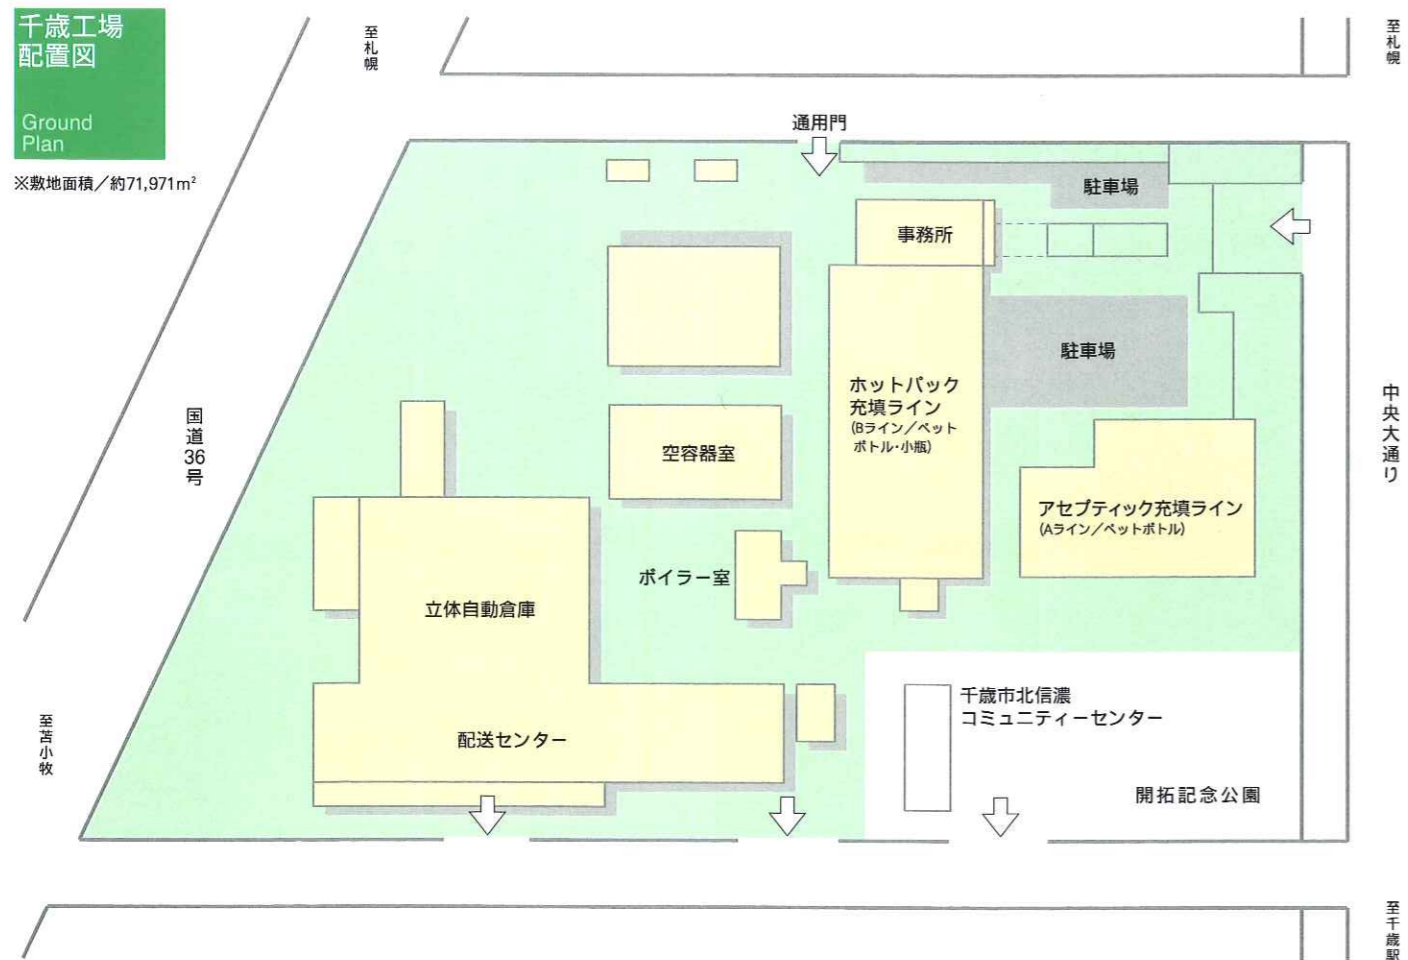 千歳工場
配置図
Ground
Plan
※敷地面積／約71,971m²
至札幌
至札幌
通用門
駐車場
事務所
駐車場
ホットパック
充填ライン
(Bライン／ペット
ボトル・小瓶)
国道36号
中央大通り
空容器室
アセプティック充填ライン
(Aライン／ペットボトル)
ボイラー室
立体自動倉庫
千歳市北信濃
コミュニティーセンター
至苫小牧
配送センター
開拓記念公園
至千歳駅